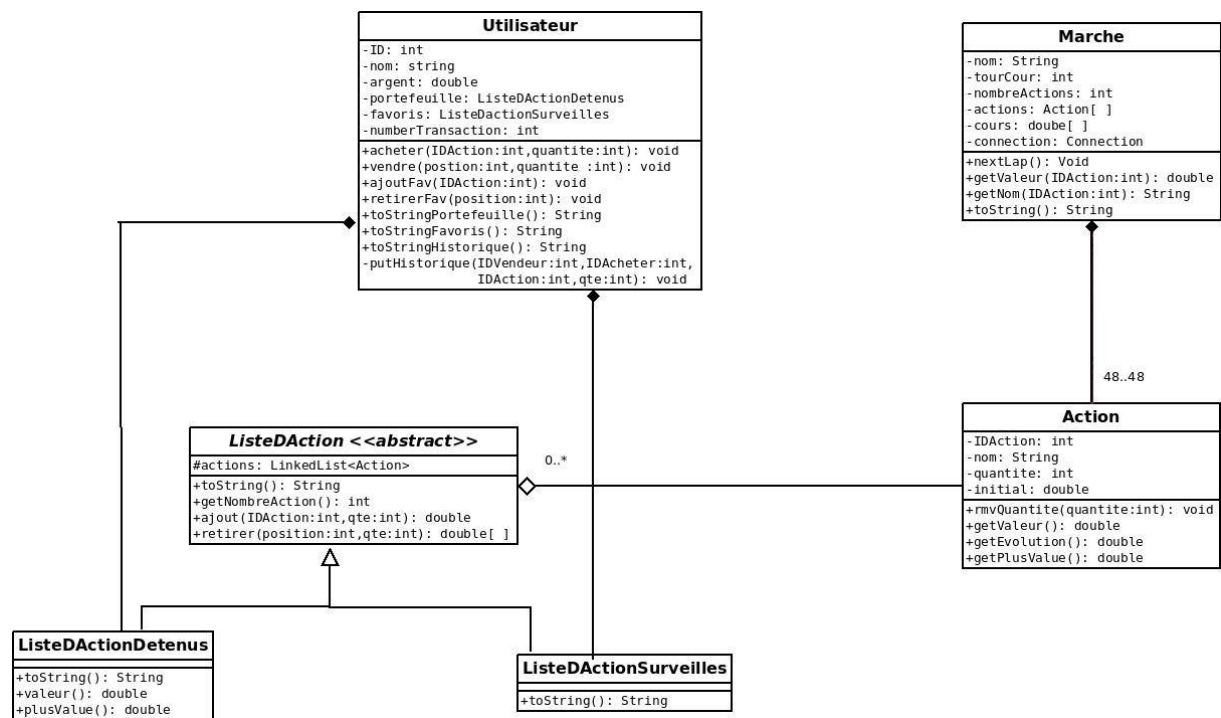 Utilisateur
-ID: int
-nom: string
-argent: double
-portefeuille: ListeDActionDetenus
-favoris: ListeDactionSurveilles
-numberTransaction: int
+acheter(IDAction:int,quantite:int): void
+vendre(postion:int,quantite :int): void
+ajoutFav(IDAction:int): void
+retirerFav(position:int): void
+toStringPortefeuille(): String
+toStringFavoris(): String
+toStringHistorique(): String
-putHistorique(IDVendeur:int,IDAcheter:int,
IDAction:int,qte:int): void
Marche
-nom: String
-tourCour: int
-nombreActions: int
-actions: Action[ ]
-cours: doube[ ]
-connection: Connection
+nextLap(): Void
+getValeur(IDAction:int): double
+getNom(IDAction:int): String
+toString(): String
48..48
ListeDAction <<abstract>>
#actions: LinkedList<Action>
+toString(): String
+getNombreAction(): int
+ajout(IDAction:int,qte:int): double
+retirer(position:int,qte:int): double[ ]
0..*
Action
-IDAction: int
-nom: String
-quantite: int
-initial: double
+rmvQuantite(quantite:int): void
+getValeur(): double
+getEvolution(): double
+getPlusValue(): double
ListeDActionDetenus
+toString(): String
+valeur(): double
+plusValue(): double
ListeDActionSurveilles
+toString(): String